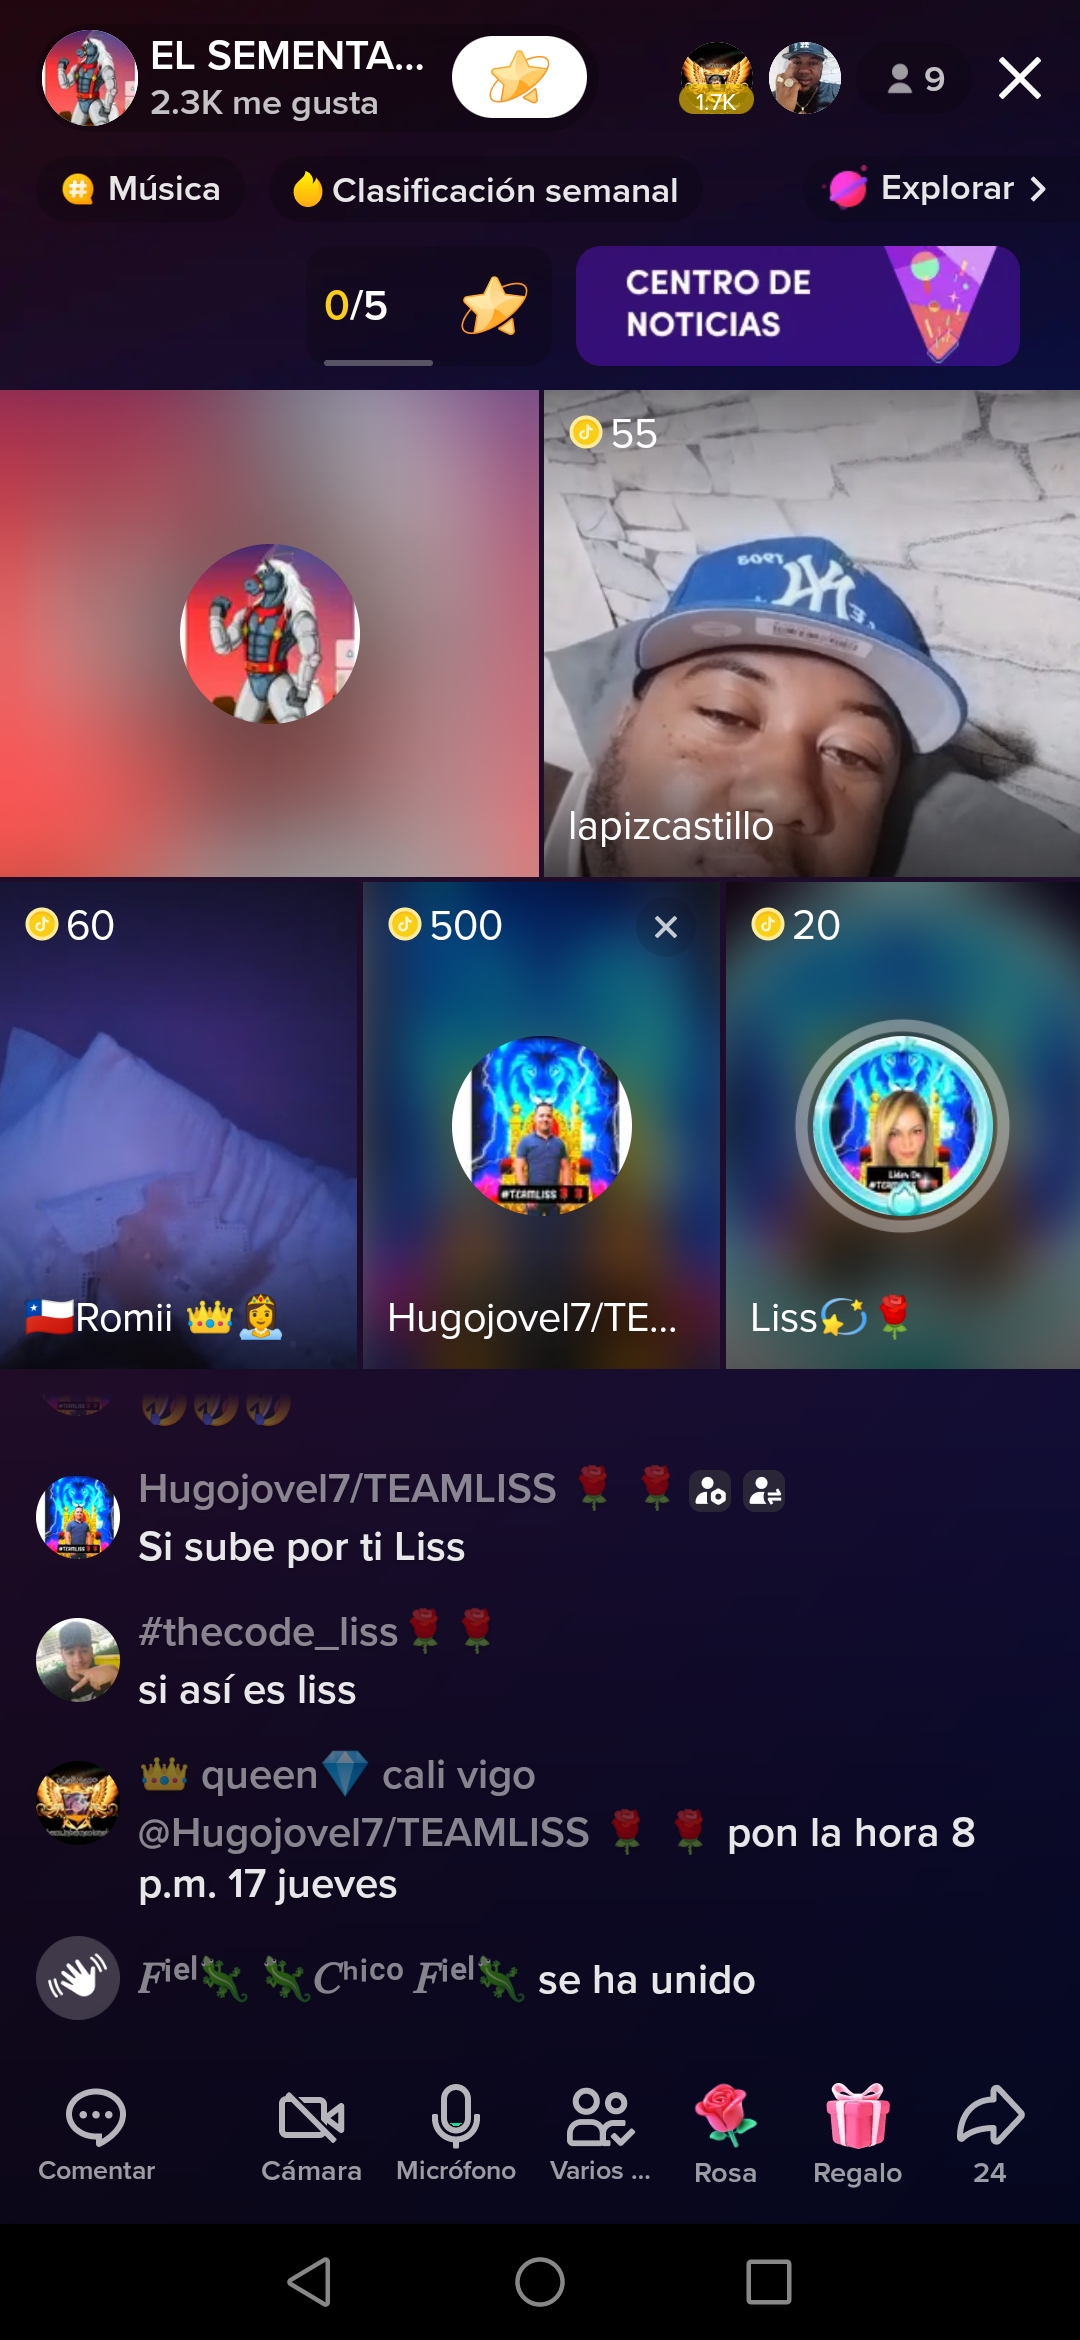 EL SEMENTA...
2.3K me gusta
1.7K
9
Música
Clasificación semanal
Explorar
0/5
CENTRO DE
NOTICIAS
55
lapizcastillo
60
500
20
🇨🇱Romii 👑👸
Hugojovel7/TE...
Liss💫🌹
🤣🤣🤣
Hugojovel7/TEAMLISS 🌹 🌹
Si sube por ti Liss
#thecode_liss🌹🌹
si así es liss
👑 queen💎 cali vigo
@Hugojovel7/TEAMLISS 🌹 🌹 pon la hora 8
p.m. 17 jueves
𝑭ⁱᵉˡ🦎 🦎𝑪ʰⁱᶜᵒ 𝑭ⁱᵉˡ🦎 se ha unido
Comentar
Cámara
Micrófono
Varios ...
Rosa
Regalo
24